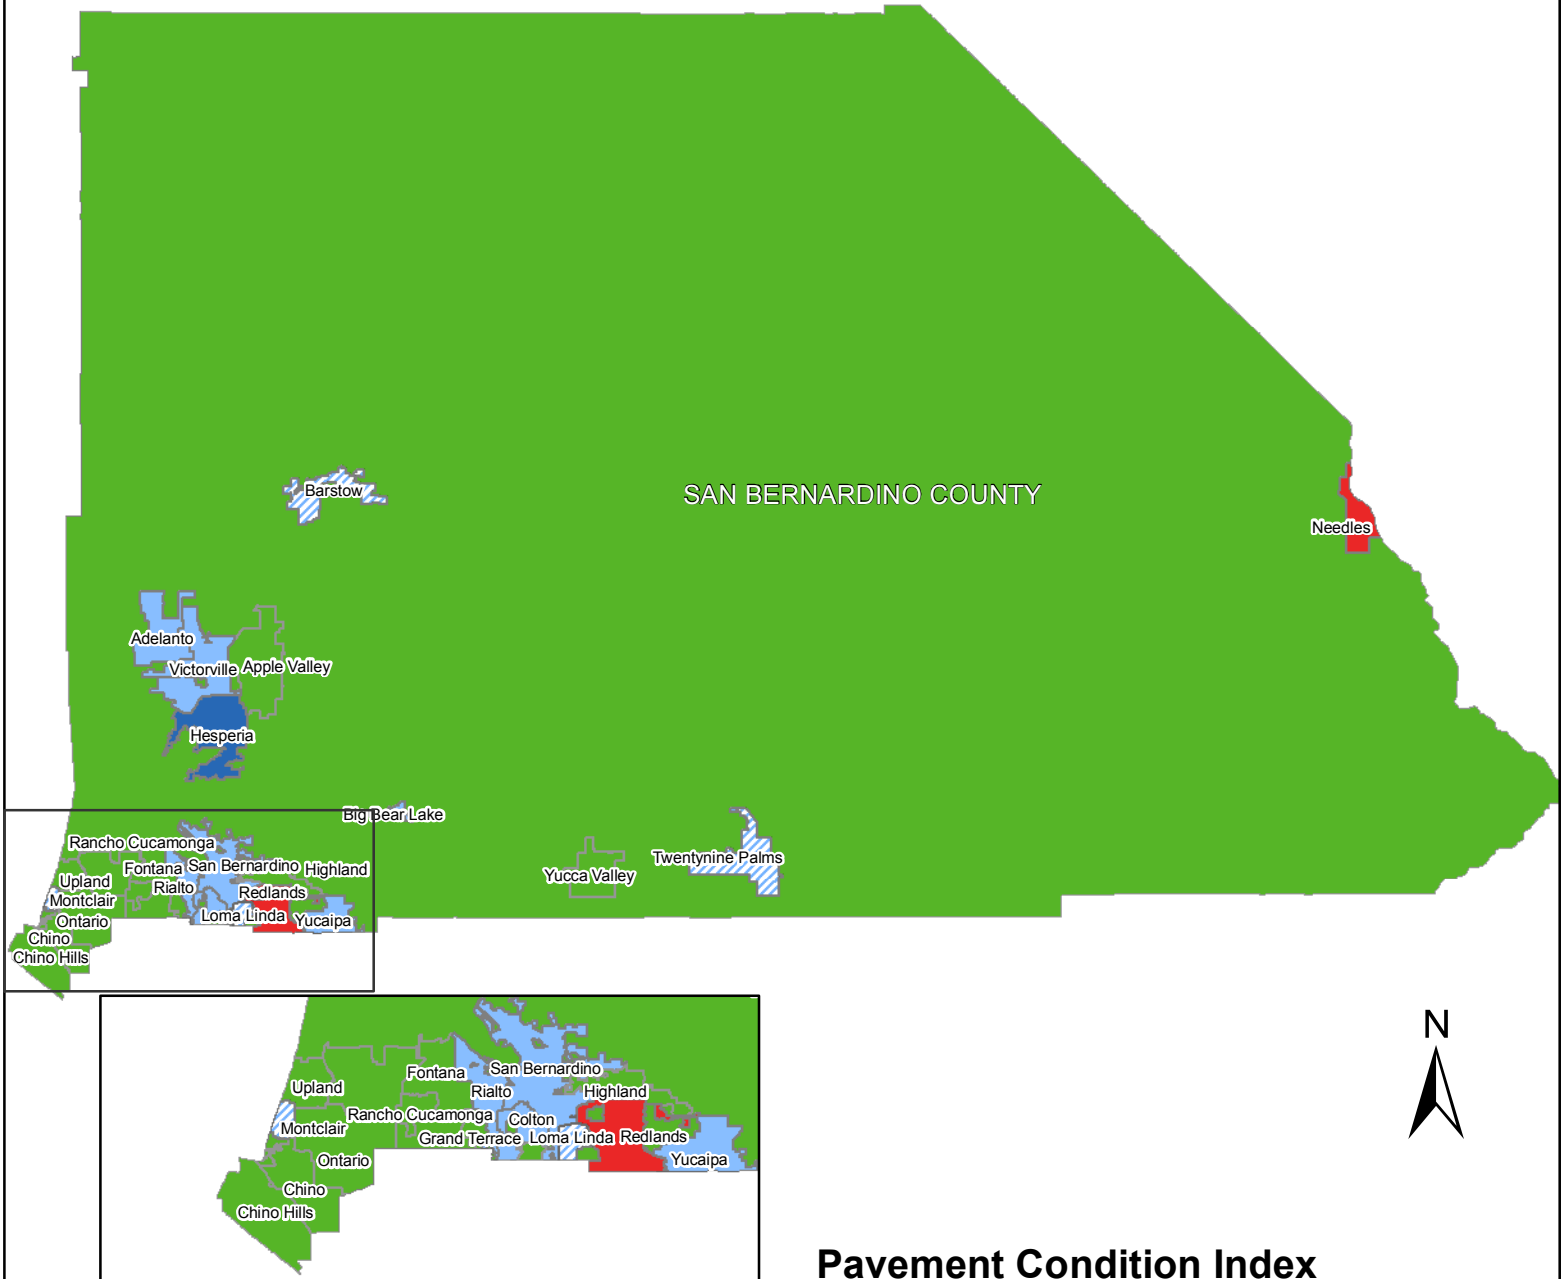 Barstow
SAN BERNARDINO COUNTY
Needles
Adelanto
Victorville
Apple Valley
Hesperia
Big Bear Lake
Rancho Cucamonga
Fontana
San Bernardino
Highland
Upland
Rialto
Redlands
Montclair
Loma Linda
Yucaipa
Ontario
Chino
Chino Hills
Yucca Valley
Twentynine Palms
N
San Bernardino
Fontana
Upland
Rialto
Highland
Rancho Cucamonga
Colton
Montclair
Grand Terrace
Loma Linda
Redlands
Ontario
Yucaipa
Chino
Chino Hills
Pavement Condition Index